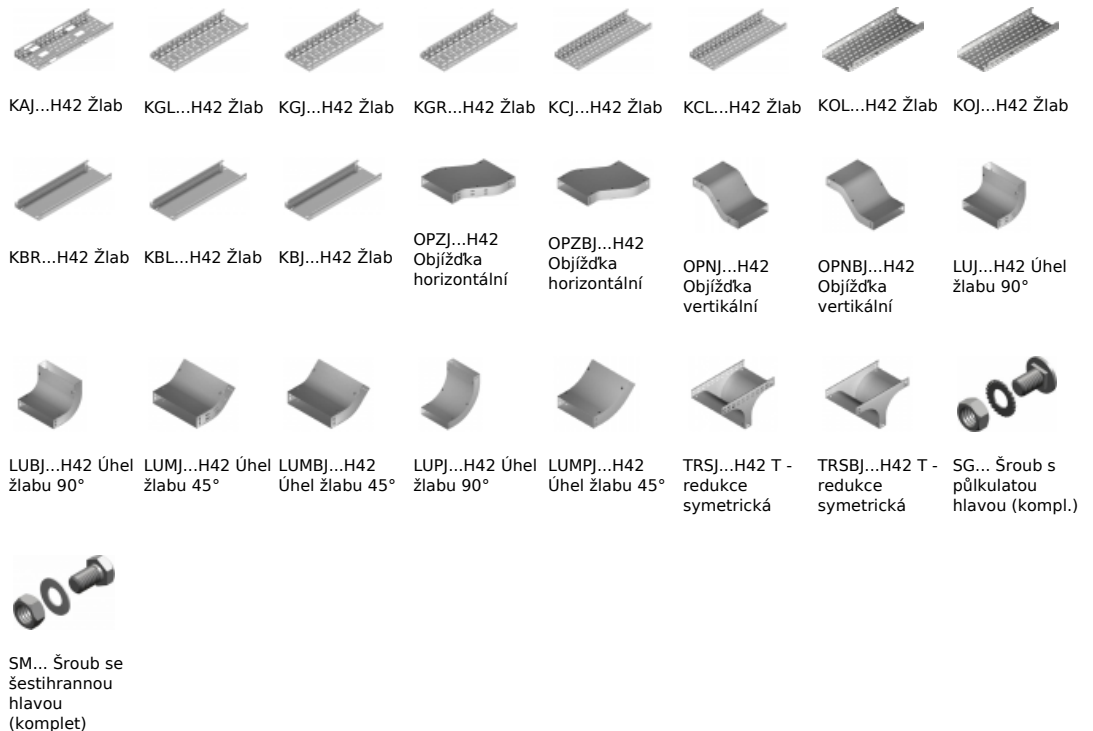 KAJ...H42 Žlab
KGL...H42 Žlab
KGJ...H42 Žlab
KGR...H42 Žlab
KCJ...H42 Žlab
KCL...H42 Žlab
KOL...H42 Žlab
KOJ...H42 Žlab
KBR...H42 Žlab
KBL...H42 Žlab
KBJ...H42 Žlab
OPZJ...H42
Objížďka
horizontální
OPZBJ...H42
Objížďka
horizontální
OPNJ...H42
Objížďka
vertikální
OPNBJ...H42
Objížďka
vertikální
LUJ...H42 Úhel
žlabu 90°
LUBJ...H42 Úhel
žlabu 90°
LUMJ...H42 Úhel
žlabu 45°
LUMBJ...H42
Úhel žlabu 45°
LUPJ...H42 Úhel
žlabu 90°
LUMPJ...H42
Úhel žlabu 45°
TRSJ...H42 T -
redukce
symetrická
TRSBJ...H42 T -
redukce
symetrická
SG... Šroub s
půlkulatou
hlavou (kompl.)
SM... Šroub se
šestihrannou
hlavou
(komplet)